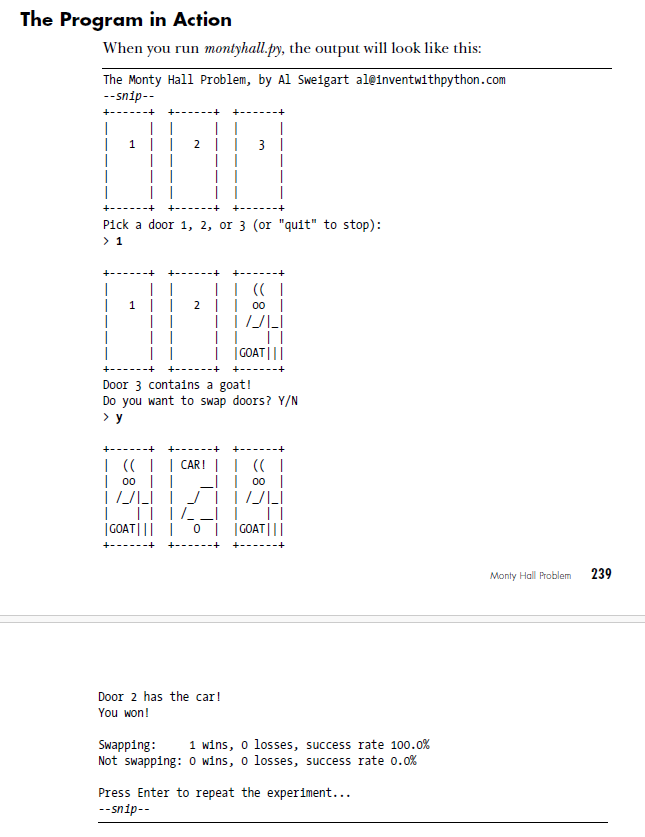 The Program in Action
When you run montyhall.py, the output will look like this:
The Monty Hall Problem, by Al Sweigart al@inventwithpython.com
--snip--
+------+  +------+  +------+
|      |  |      |  |      |
|   1  |  |   2  |  |   3  |
|      |  |      |  |      |
|      |  |      |  |      |
|      |  |      |  |      |
+------+  +------+  +------+
Pick a door 1, 2, or 3 (or "quit" to stop):
> 1
+------+  +------+  +------+
|      |  |      |  |  ((  |
|   1  |  |   2  |  |  oo  |
|      |  |      |  | /_/|_|
|      |  |      |  |    | |
|      |  |      |  |GOAT|||
+------+  +------+  +------+
Door 3 contains a goat!
Do you want to swap doors? Y/N
> y
+------+  +------+  +------+
|  ((  |  | CAR! |  |  ((  |
|  oo  |  |    __|  |  oo  |
| /_/|_|  |  _/  |  | /_/|_|
|    | |  | /_ __|  |    | |
|GOAT|||  |   O  |  |GOAT|||
+------+  +------+  +------+
Monty Hall Problem 239
Door 2 has the car!
You won!
Swapping:     1 wins, 0 losses, success rate 100.0%
Not swapping: 0 wins, 0 losses, success rate 0.0%
Press Enter to repeat the experiment...
--snip--